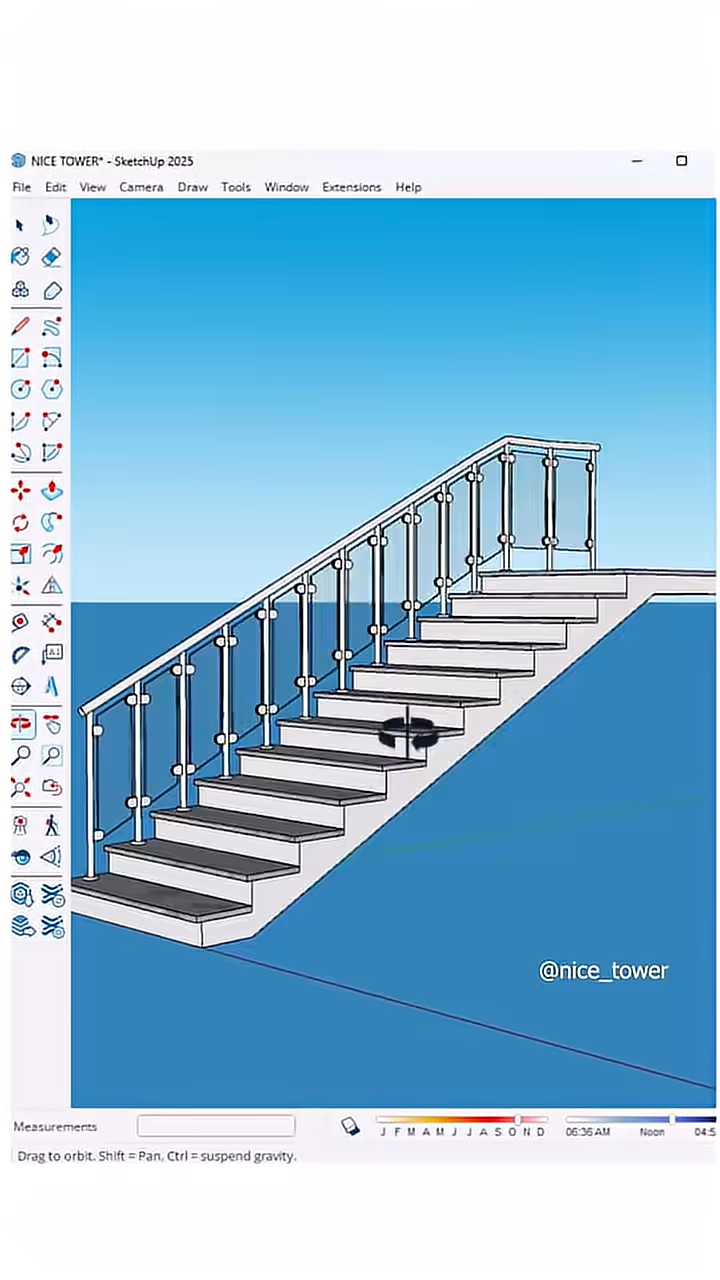 NICE TOWER* - SketchUp 2025
File Edit View Camera Draw Tools Window Extensions Help
A1
@nice_tower
Measurements
J F M A M J J A S O N D
06:36 AM Noon 04:5
Drag to orbit. Shift = Pan, Ctrl = suspend gravity.